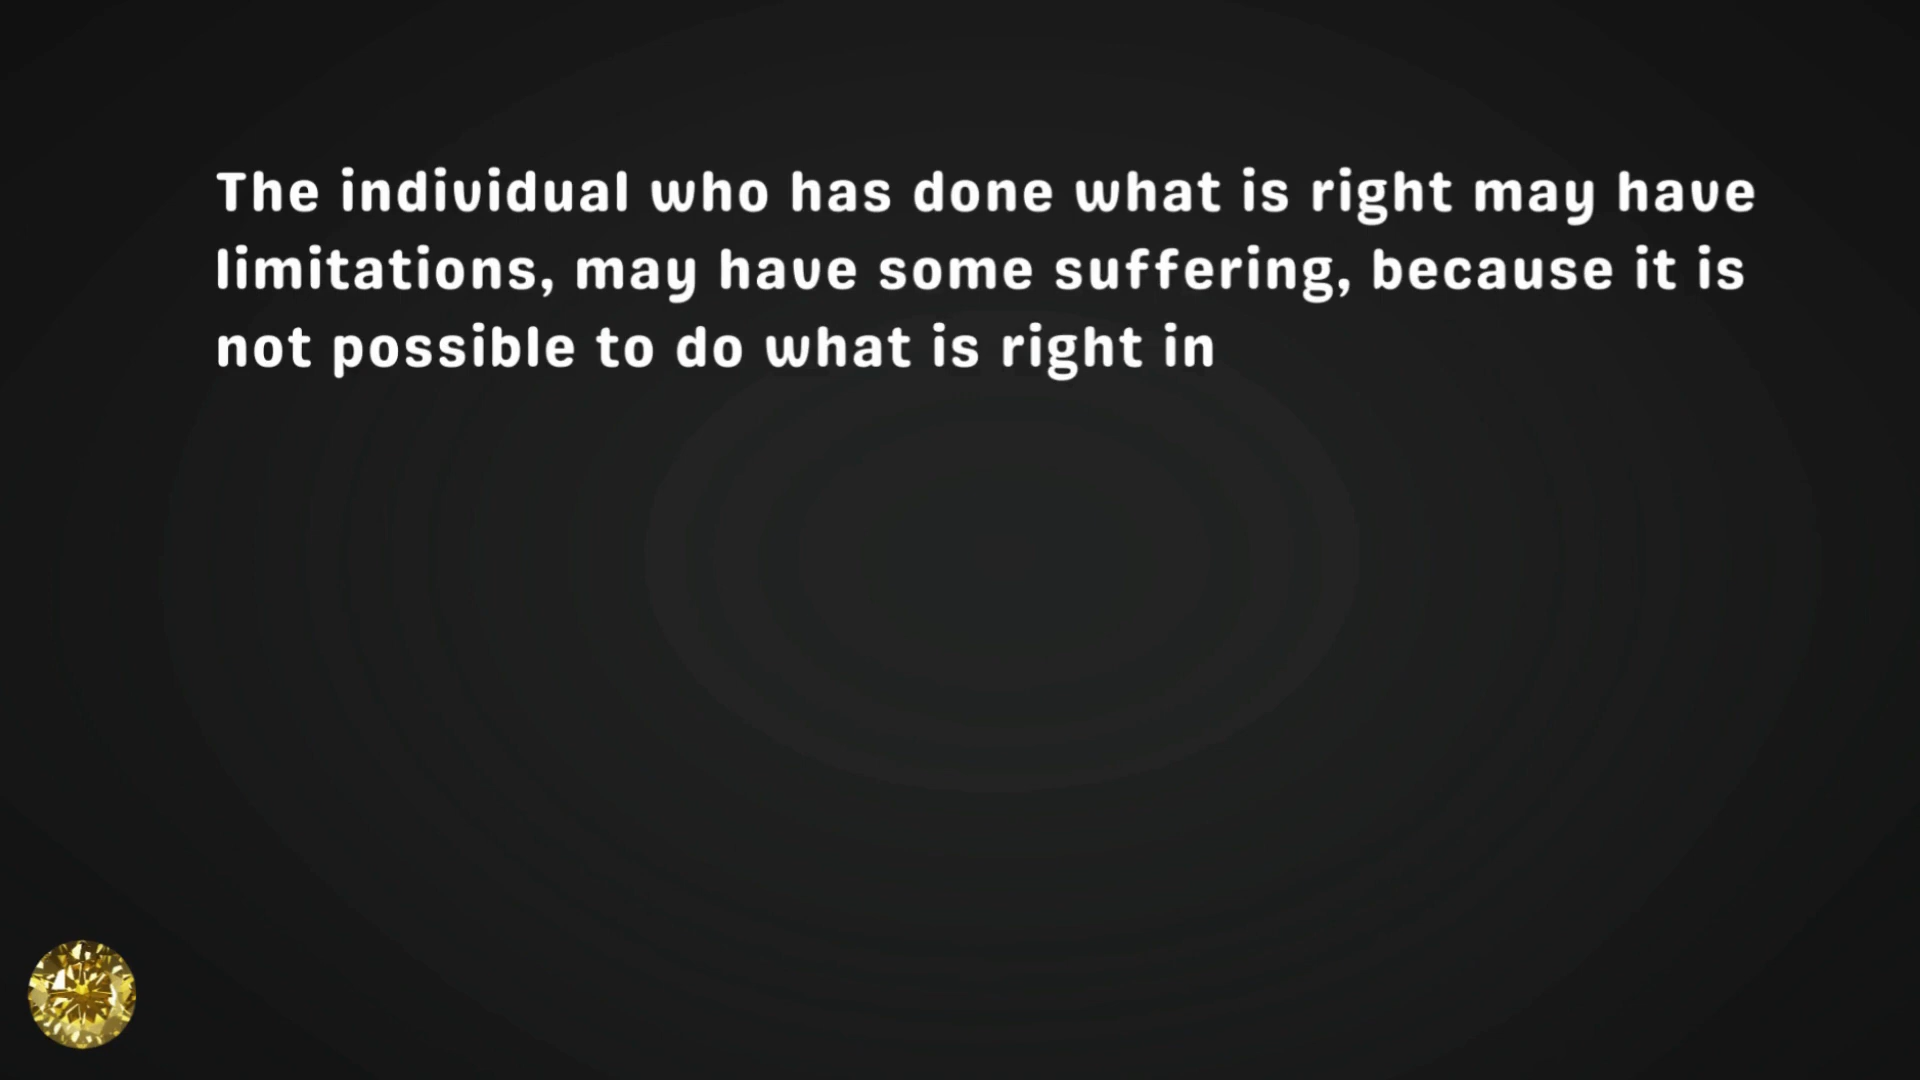 The individual who has done what is right may have
limitations, may have some suffering, because it is
not possible to do what is right in